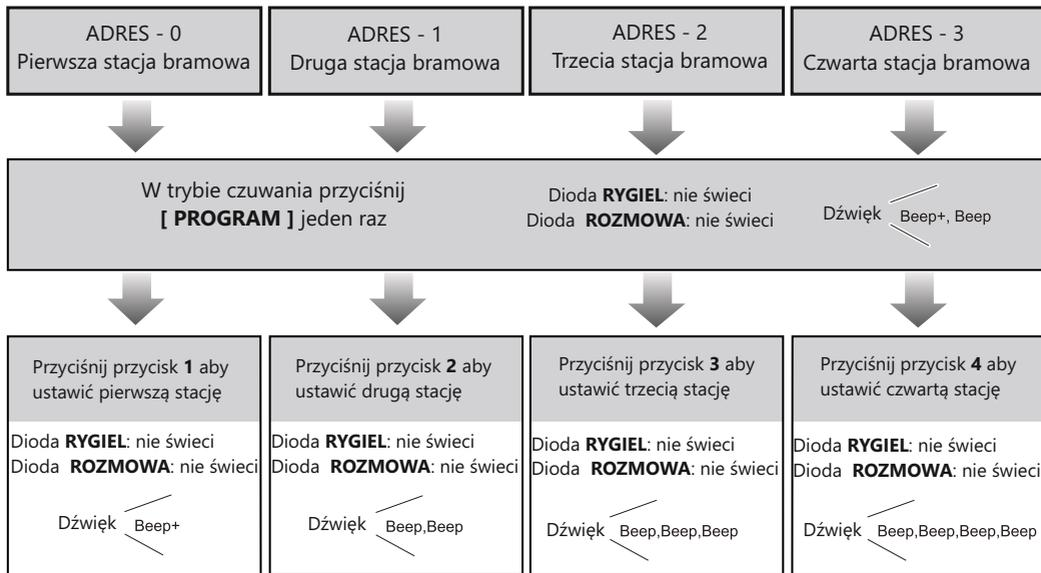 ADRES - 0
Pierwsza stacja bramowa
ADRES - 1
Druga stacja bramowa
ADRES - 2
Trzecia stacja bramowa
ADRES - 3
Czwarta stacja bramowa
W trybie czuwania przyciśnij
[ PROGRAM ] jeden raz
Dioda RYGIEL: nie świeci
Dioda ROZMOWA: nie świeci
Dźwięk Beep+, Beep
Przyciśnij przycisk 1 aby
ustawić pierwszą stację
Dioda RYGIEL: nie świeci
Dioda ROZMOWA: nie świeci
Dźwięk Beep+
Przyciśnij przycisk 2 aby
ustawić drugą stację
Dioda RYGIEL: nie świeci
Dioda ROZMOWA: nie świeci
Dźwięk Beep,Beep
Przyciśnij przycisk 3 aby
ustawić trzecią stację
Dioda RYGIEL: nie świeci
Dioda ROZMOWA: nie świeci
Dźwięk Beep,Beep,Beep
Przyciśnij przycisk 4 aby
ustawić czwartą stację
Dioda RYGIEL: nie świeci
Dioda ROZMOWA: nie świeci
Dźwięk Beep,Beep,Beep,Beep